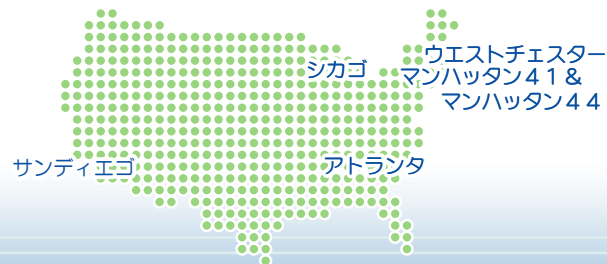 ウエストチェスター
シカゴ
マンハッタン４１＆
マンハッタン４４
サンディエゴ
アトランタ